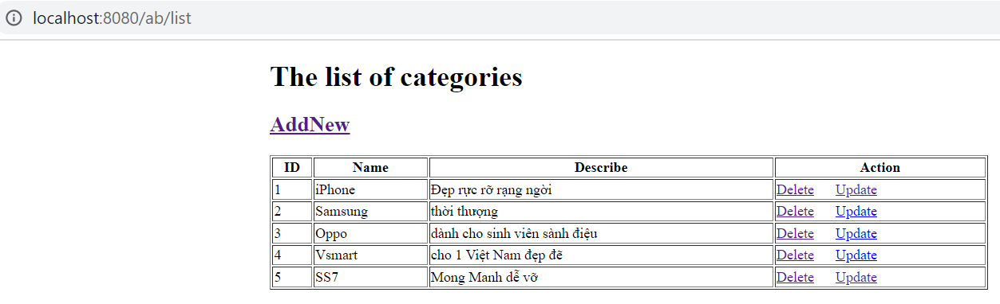 localhost:8080/ab/list
The list of categories
AddNew
ID Name Describe Action
1 iPhone Đẹp rực rỡ rạng ngời Delete Update
2 Samsung thời thượng Delete Update
3 Oppo dành cho sinh viên sành điệu Delete Update
4 Vsmart cho 1 Việt Nam đẹp đẽ Delete Update
5 SS7 Mong Manh dễ vỡ Delete Update